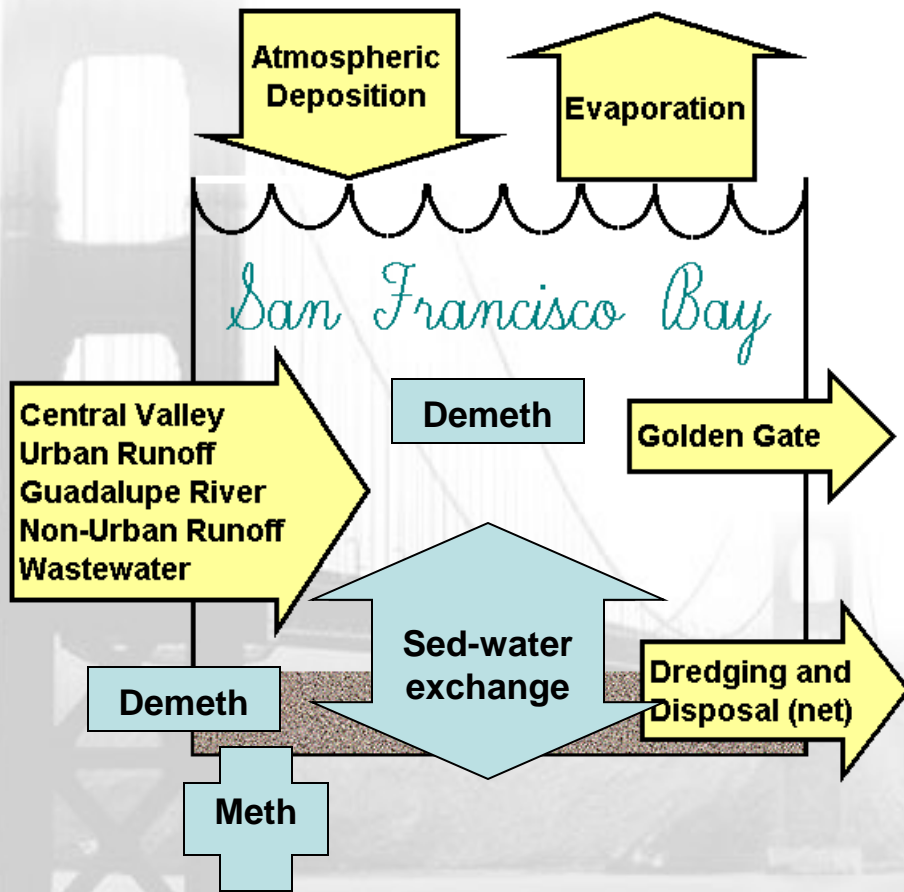 Atmospheric
Deposition
Evaporation
San Francisco Bay
Central Valley
Urban Runoff
Guadalupe River
Non-Urban Runoff
Wastewater
Demeth
Golden Gate
Sed-water
exchange
Demeth
Dredging and
Disposal (net)
Meth